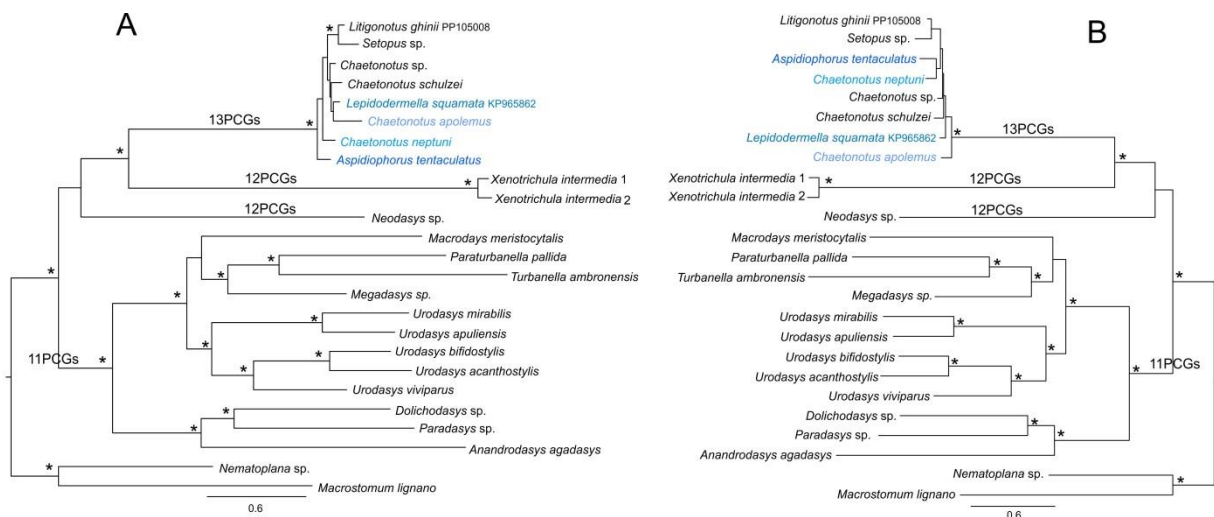 A
Litigonotus ghinii PP105008
Setopus sp.
Chaetonotus sp.
Chaetonotus schulzei
Lepidodermella squamata KP965862
Chaetonotus apolemus
Chaetonotus neptuni
Aspidiophorus tentaculatus
13PCGs
*
*
*
12PCGs
*
Xenotrichula intermedia 1
Xenotrichula intermedia 2
12PCGs
Neodasys sp.
*
Macrodays meristocytalis
*
*
Paraturbanella pallida
Turbanella ambronensis
*
Megadasys sp.
*
Urodasys mirabilis
Urodasys apuliensis
*
*
*
Urodasys bifidostylis
Urodasys acanthostylis
Urodasys viviparus
11PCGs
*
*
*
Dolichodasys sp.
Paradasys sp.
Anandrodasys agadasys
*
Nematoplana sp.
Macrostomum lignano
0.6
B
Litigonotus ghinii PP105008
Setopus sp.
Aspidiophorus tentaculatus
Chaetonotus neptuni
Chaetonotus sp.
Chaetonotus schulzei
Lepidodermella squamata KP965862
Chaetonotus apolemus
*
13PCGs
*
Xenotrichula intermedia 1
Xenotrichula intermedia 2
*
12PCGs
*
Neodasys sp.
12PCGs
Macrodays meristocytalis
Paraturbanella pallida
Turbanella ambronensis
*
*
Megadasys sp.
*
*
Urodasys mirabilis
Urodasys apuliensis
*
*
Urodasys bifidostylis
Urodasys acanthostylis
*
*
Urodasys viviparus
*
11PCGs
*
Dolichodasys sp.
Paradasys sp.
*
*
Anandrodasys agadasys
Nematoplana sp.
Macrostomum lignano
*
0.6